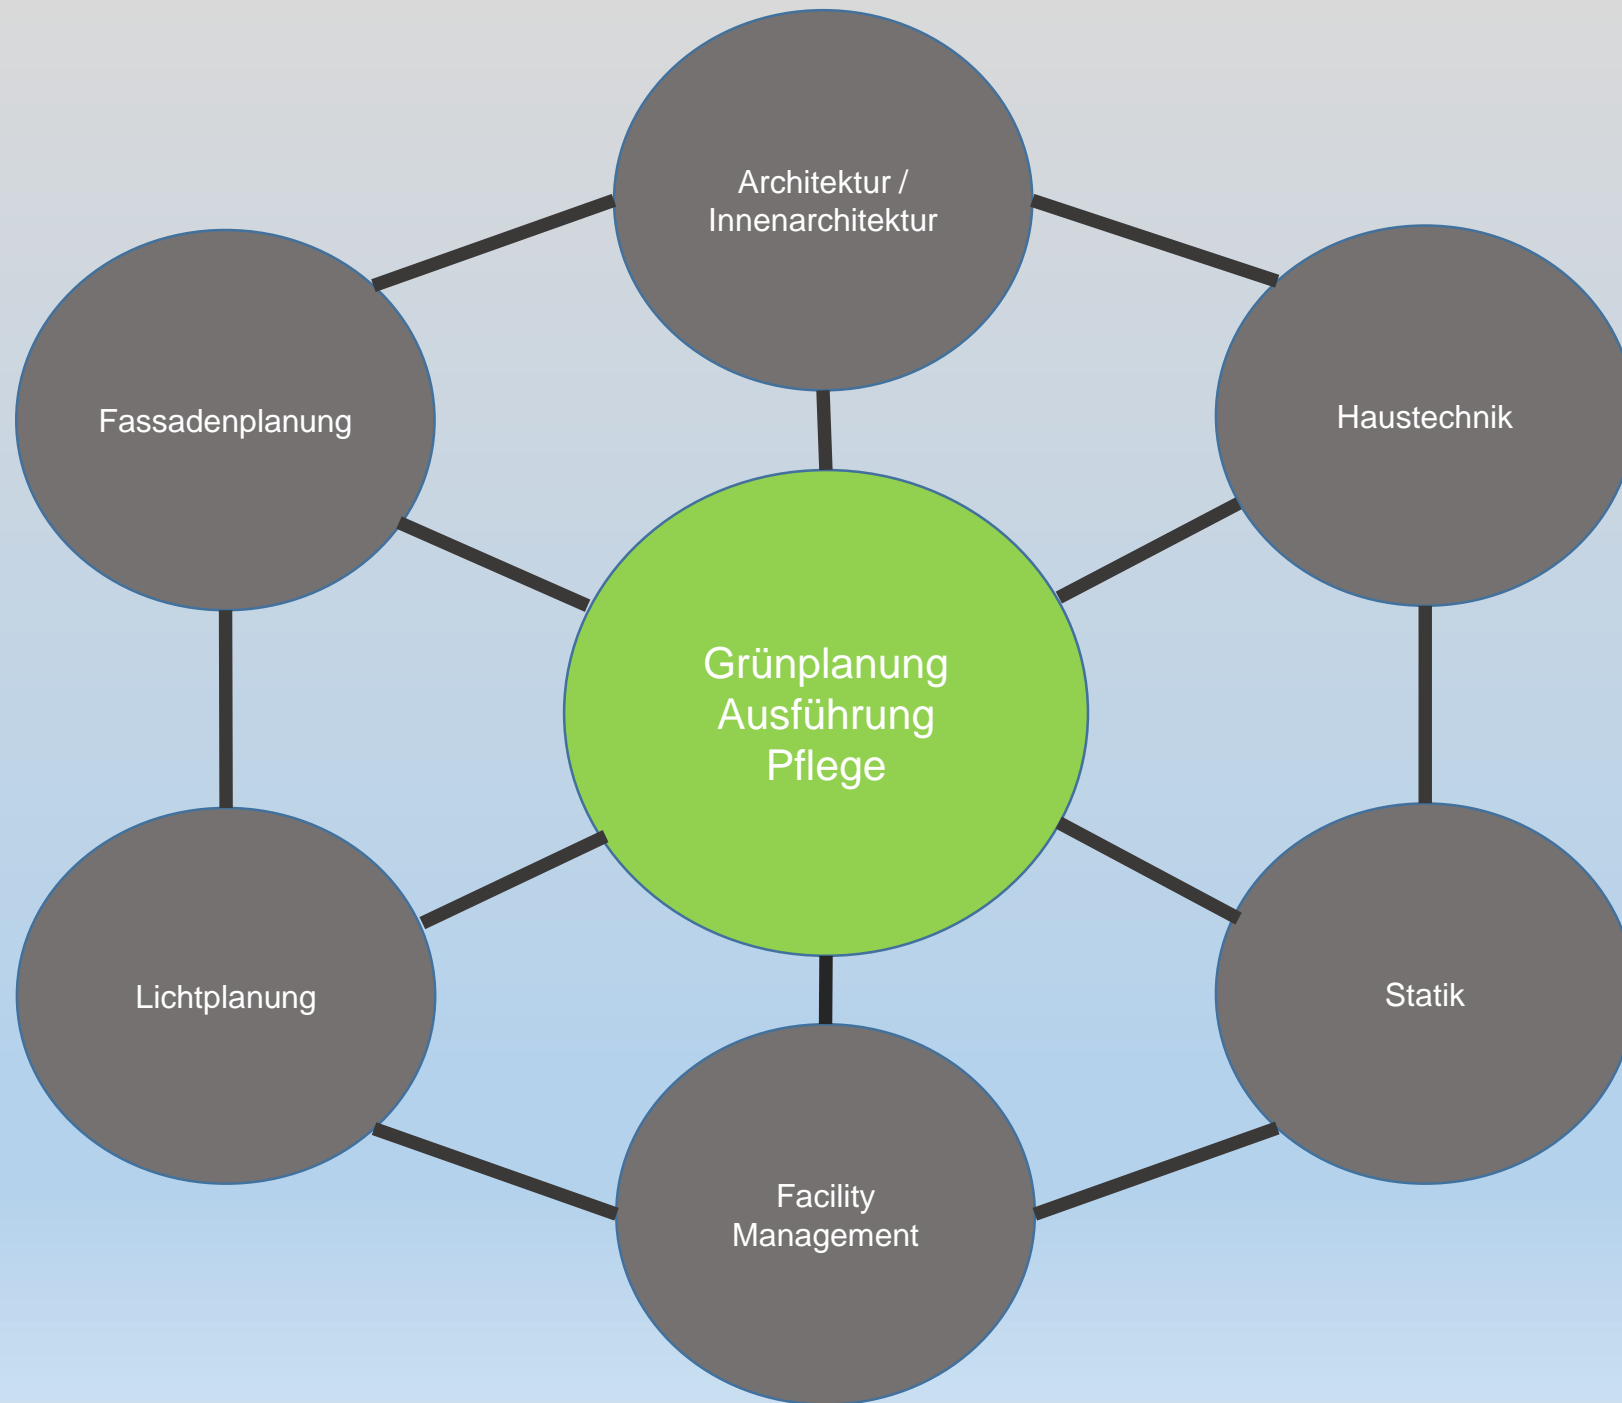 Architektur /
Innenarchitektur
Fassadenplanung
Haustechnik
Grünplanung
Ausführung
Pflege
Lichtplanung
Statik
Facility
Management